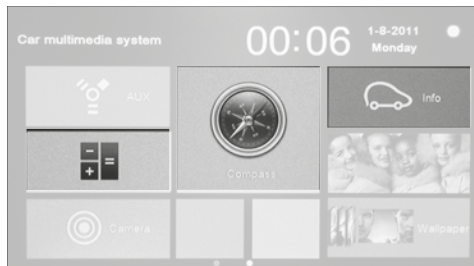 Car multimedia system
00:06
1-8-2011
Monday
AUX
Info
Compass
Camera
Wallpaper